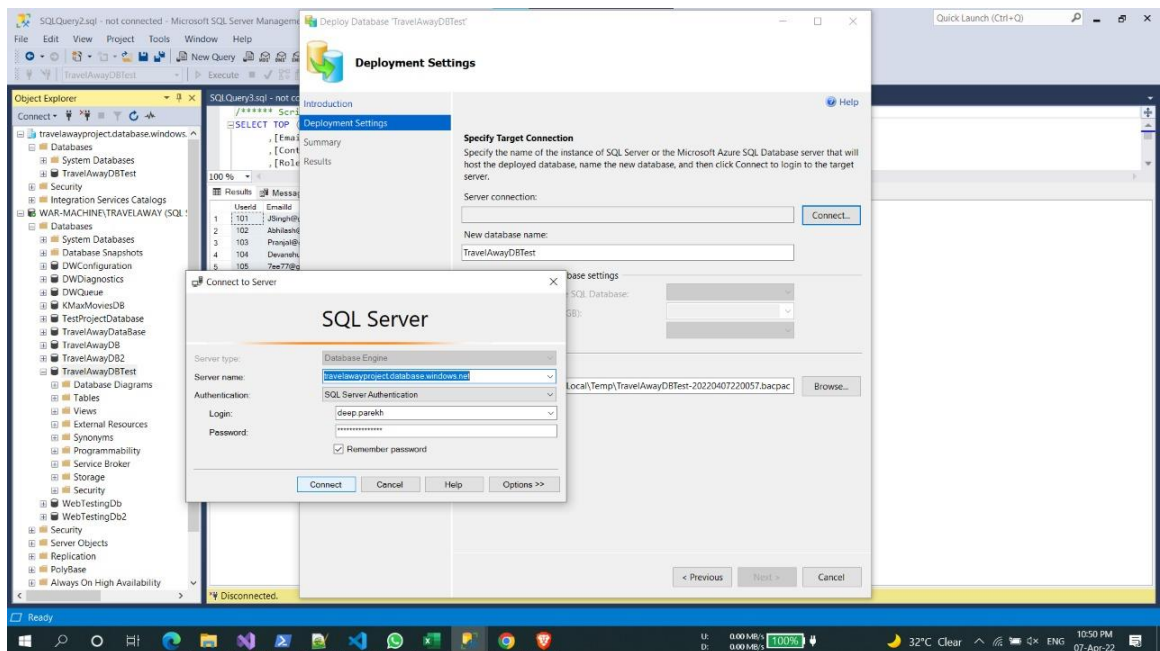 SQLQuery2.sql - not connected - Microsoft SQL Server Manageme
Quick Launch (Ctrl+Q)
File Edit View Project Tools Window Help
New Query
TravelAwayDBTest
Execute
Object Explorer
Connect
travelawayproject.database.windows.
Databases
System Databases
TravelAwayDBTest
Security
Integration Services Catalogs
WAR-MACHINE\TRAVELAWAY (SQL S
Databases
System Databases
Database Snapshots
DWConfiguration
DWDiagnostics
DWQueue
KMaxMoviesDB
TestProjectDatabase
TravelAwayDataBase
TravelAwayDB
TravelAwayDB2
TravelAwayDBTest
Database Diagrams
Tables
Views
External Resources
Synonyms
Programmability
Service Broker
Storage
Security
WebTestingDb
WebTestingDb2
Security
Server Objects
Replication
PolyBase
Always On High Availability
SQLQuery3.sql - not co
/****** Scri
SELECT TOP (
,[Emai
,[Cont
,[Role
100 %
Results Messag
UserId EmailId
1 101 JSingh@
2 102 Abhilash@
3 103 Pranjal@
4 104 Devanshu
5 105 7ee77@g
Disconnected.
Deploy Database 'TravelAwayDBTest'
Deployment Settings
Introduction
Deployment Settings
Summary
Results
Help
Specify Target Connection
Specify the name of the instance of SQL Server or the Microsoft Azure SQL Database server that will
host the deployed database, name the new database, and then click Connect to login to the target
server.
Server connection:
Connect...
New database name:
TravelAwayDBTest
base settings
SQL Database:
GB):
Local\Temp\TravelAwayDBTest-20220407220057.bacpac
Browse...
< Previous Next > Cancel
Connect to Server
SQL Server
Server type: Database Engine
Server name: travelawayproject.database.windows.net
Authentication: SQL Server Authentication
Login: deep.parekh
Password: ***************
Remember password
Connect Cancel Help Options >>
Ready
U: 0.00 MB/s
D: 0.00 MB/s
100%
32°C Clear
ENG
10:50 PM
07-Apr-22